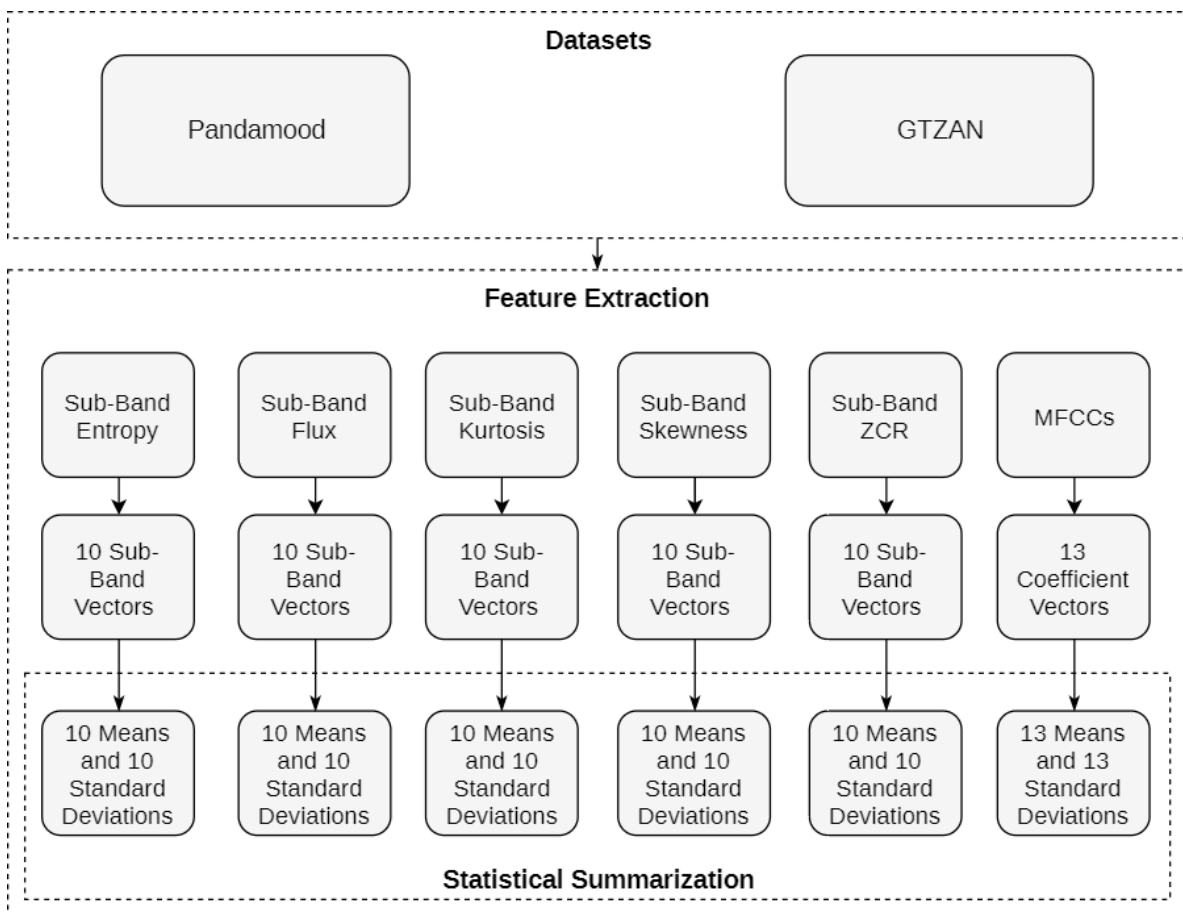 Datasets
Pandamood
GTZAN
Feature Extraction
Sub-Band
Entropy
Sub-Band
Flux
Sub-Band
Kurtosis
Sub-Band
Skewness
Sub-Band
ZCR
MFCCs
10 Sub-
Band
Vectors
10 Sub-
Band
Vectors
10 Sub-
Band
Vectors
10 Sub-
Band
Vectors
10 Sub-
Band
Vectors
13
Coefficient
Vectors
10 Means
and 10
Standard
Deviations
10 Means
and 10
Standard
Deviations
10 Means
and 10
Standard
Deviations
10 Means
and 10
Standard
Deviations
10 Means
and 10
Standard
Deviations
13 Means
and 13
Standard
Deviations
Statistical Summarization